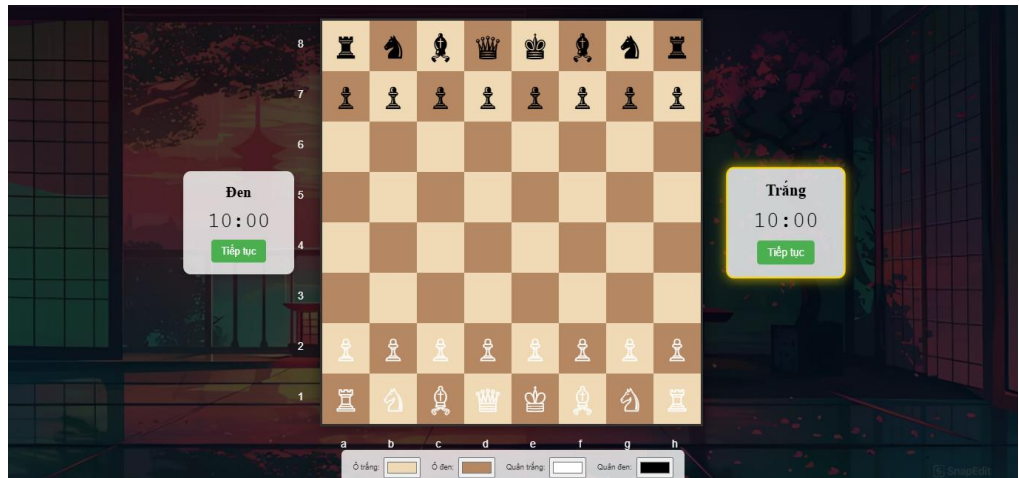 8
7
6
5
4
3
2
1
Đen
10:00
Tiếp tục
Trắng
10:00
Tiếp tục
a b c d e f g h
Ô trắng: Ô đen: Quân trắng: Quân đen:
SnapEdit